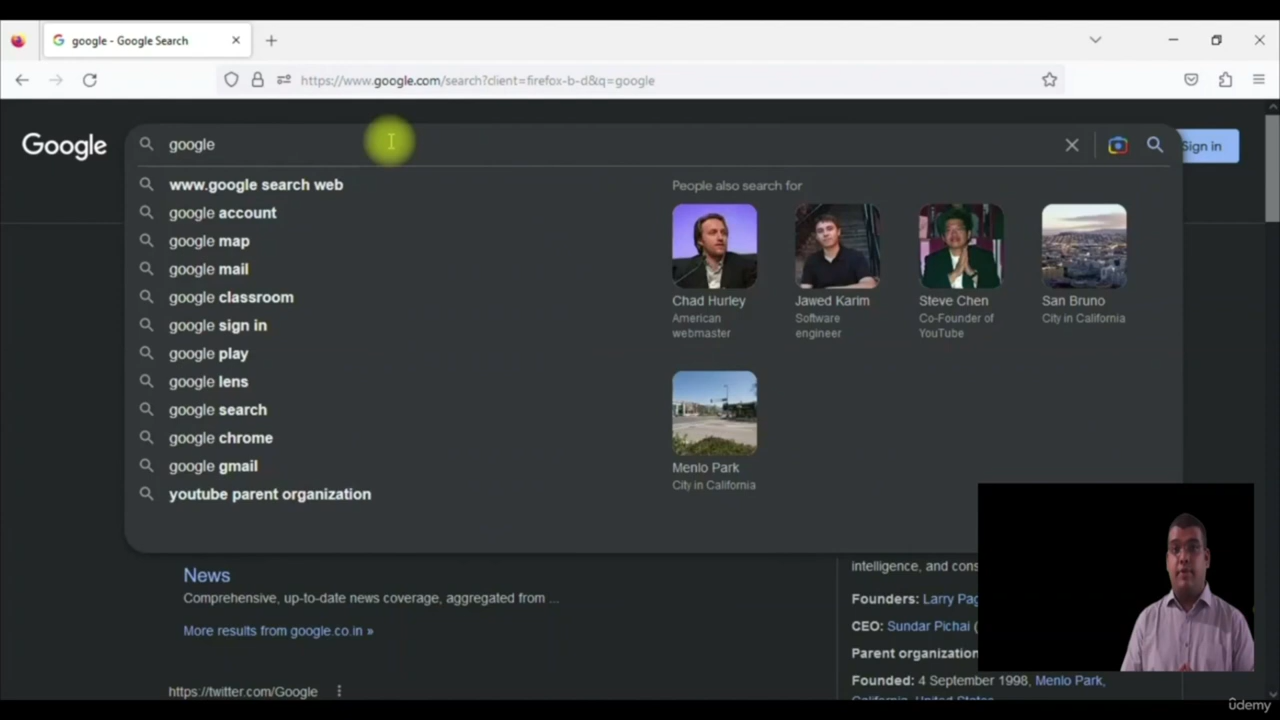 google - Google Search
https://www.google.com/search?client=firefox-b-d&q=google
Google
google
Sign in
www.google search web
google account
google map
google mail
google classroom
google sign in
google play
google lens
google search
google chrome
google gmail
youtube parent organization
People also search for
Chad Hurley
American
webmaster
Jawed Karim
Software
engineer
Steve Chen
Co-Founder of
YouTube
San Bruno
City in California
Menlo Park
City in California
News
Comprehensive, up-to-date news coverage, aggregated from ...
More results from google.co.in »
https://twitter.com/Google
intelligence, and
Founders: Larry
CEO: Sundar Pichai (
Parent organization
Founded: 4 September 1998, Menlo Park,
California, United States
ûdemy